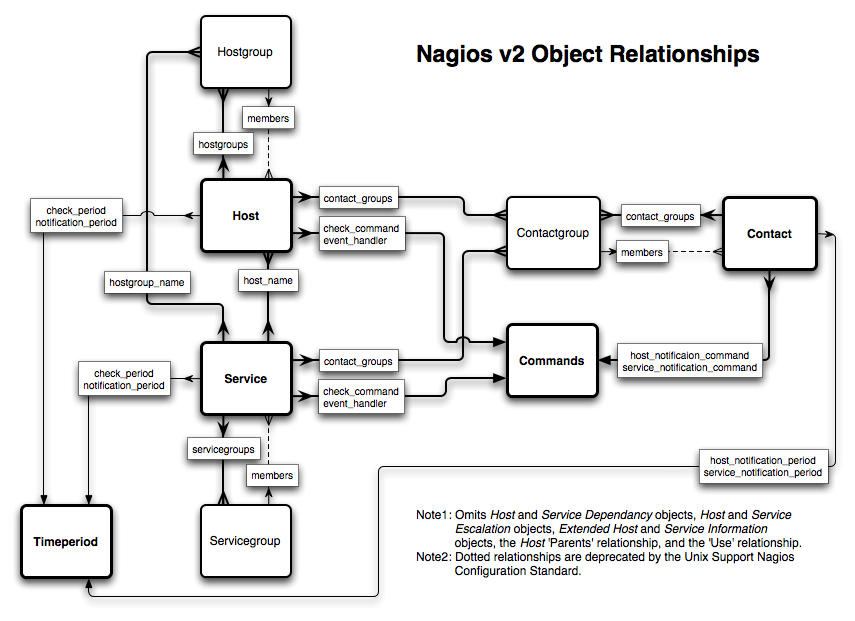 Nagios v2 Object Relationships
Hostgroup
members
hostgroups
Host
contact_groups
check_command
event_handler
check_period
notification_period
Contactgroup
contact_groups
members
Contact
hostgroup_name
host_name
Service
contact_groups
check_command
event_handler
check_period
notification_period
Commands
host_notificaion_command
service_notification_command
servicegroups
members
host_notification_period
service_notification_period
Timeperiod
Servicegroup
Note1: Omits Host and Service Dependancy objects, Host and Service
Escalation objects, Extended Host and Service Information
objects, the Host 'Parents' relationship, and the 'Use' relationship.
Note2: Dotted relationships are deprecated by the Unix Support Nagios
Configuration Standard.